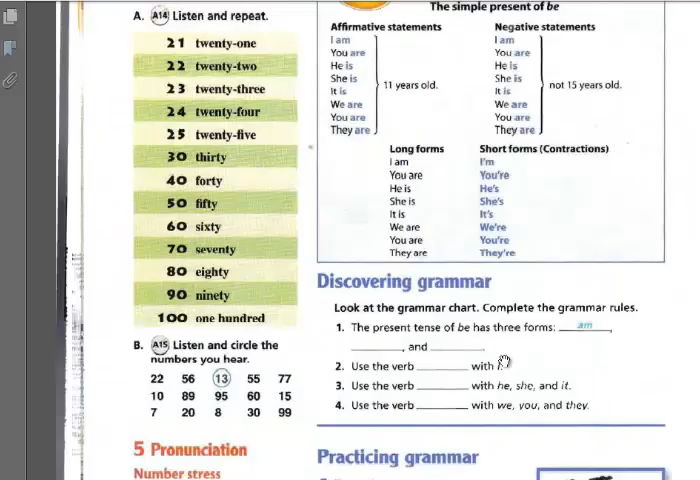 A. A14 Listen and repeat.
21 twenty-one
22 twenty-two
23 twenty-three
24 twenty-four
25 twenty-five
30 thirty
40 forty
50 fifty
60 sixty
70 seventy
80 eighty
90 ninety
100 one hundred
B. A15 Listen and circle the
numbers you hear.
22 56 13 55 77
10 89 95 60 15
7 20 8 30 99
5 Pronunciation
Number stress
The simple present of be
Affirmative statements
I am
You are
He is
She is
It is
We are
You are
They are
11 years old.
Negative statements
I am
You are
He is
She is
It is
We are
You are
They are
not 15 years old.
Long forms Short forms (Contractions)
I am I'm
You are You're
He is He's
She is She's
It is It's
We are We're
You are You're
They are They're
Discovering grammar
Look at the grammar chart. Complete the grammar rules.
1. The present tense of be has three forms: am,
________, and ________.
2. Use the verb ________ with
3. Use the verb ________ with he, she, and it.
4. Use the verb ________ with we, you, and they.
Practicing grammar